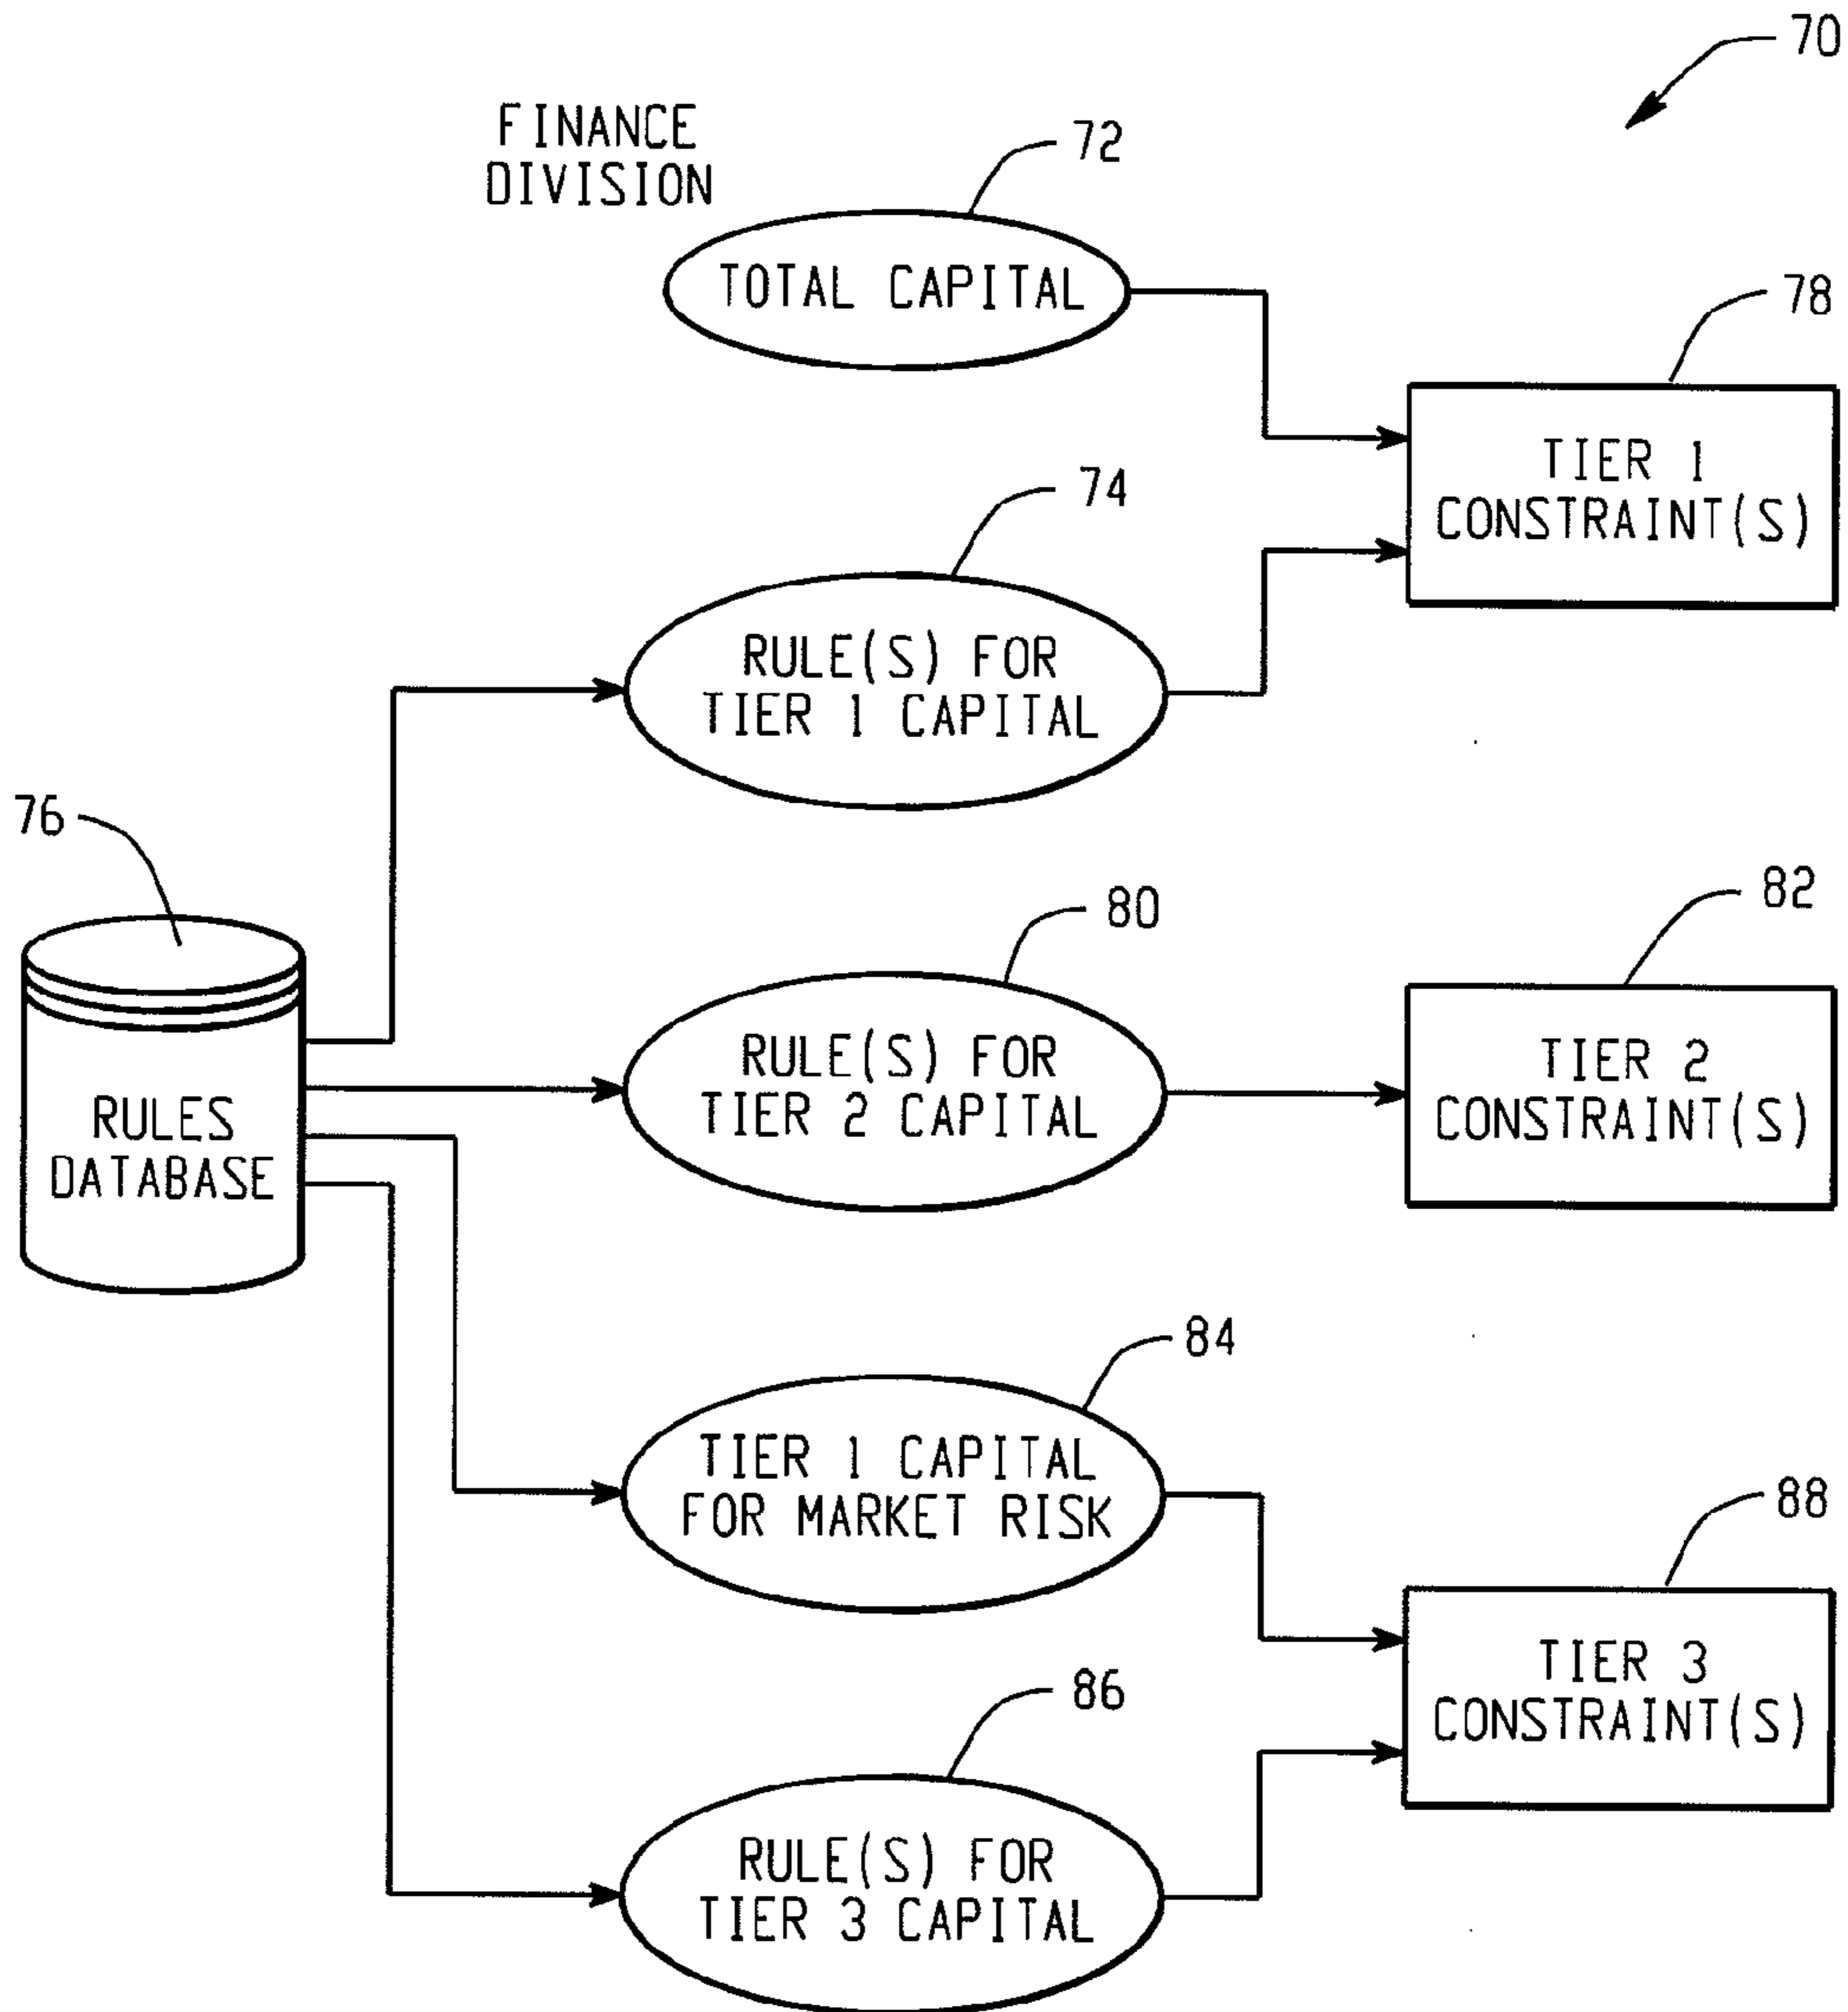 70
FINANCE
DIVISION
72
TOTAL CAPITAL
78
TIER 1
CONSTRAINT(S)
74
RULE(S) FOR
TIER 1 CAPITAL
76
RULES
DATABASE
80
RULE(S) FOR
TIER 2 CAPITAL
82
TIER 2
CONSTRAINT(S)
84
TIER 1 CAPITAL
FOR MARKET RISK
88
TIER 3
CONSTRAINT(S)
86
RULE(S) FOR
TIER 3 CAPITAL